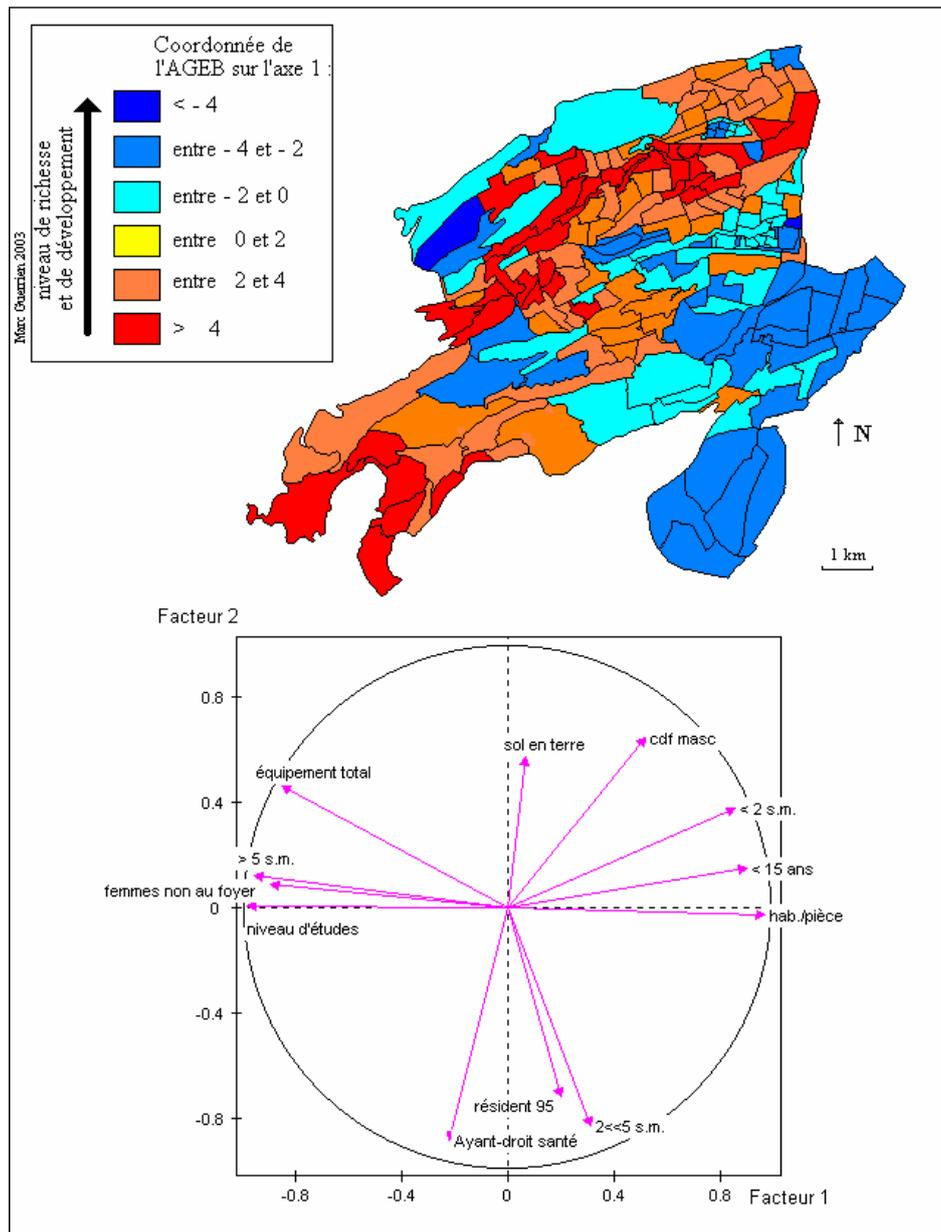 Coordonnée de
l'AGEB sur l'axe 1 :
< - 4
entre - 4 et - 2
entre - 2 et 0
entre 0 et 2
entre 2 et 4
> 4
niveau de richesse
et de développement
Marc Guerrien 2003
N
1 km
Facteur 2
0.8
0.4
0
-0.4
-0.8
sol en terre
cdf masc
équipement total
< 2 s.m.
> 5 s.m.
< 15 ans
femmes non au foyer
hab./pièce
niveau d'études
résident 95
2<<5 s.m.
Ayant-droit santé
-0.8
-0.4
0
0.4
0.8
Facteur 1